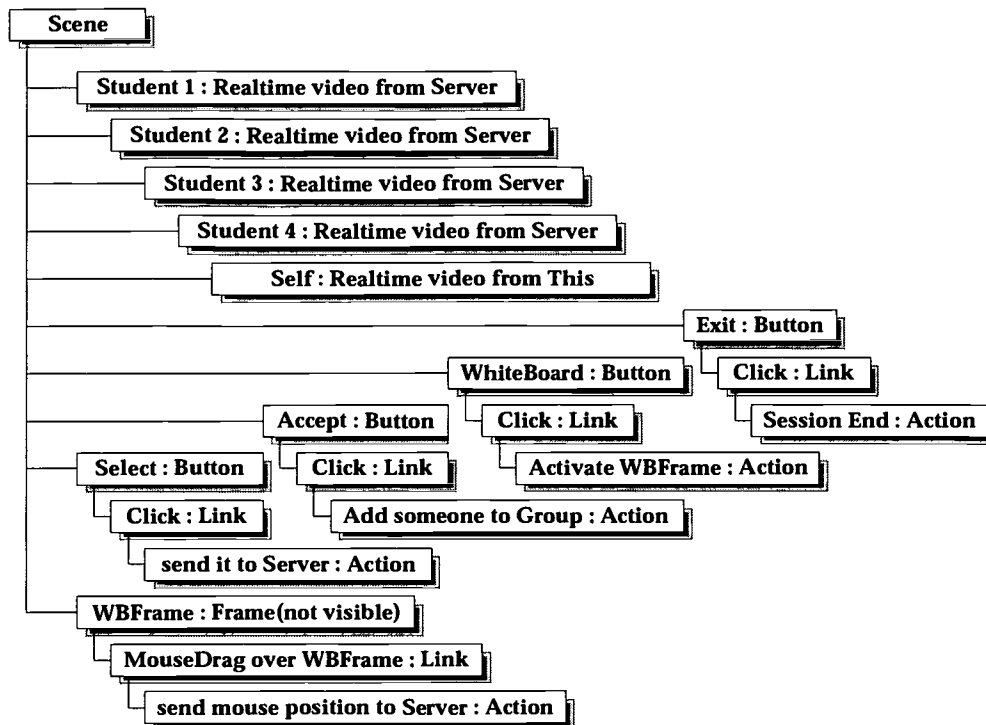 Scene
Student 1 : Realtime video from Server
Student 2 : Realtime video from Server
Student 3 : Realtime video from Server
Student 4 : Realtime video from Server
Self : Realtime video from This
Exit : Button
WhiteBoard : Button
Click : Link
Accept : Button
Click : Link
Session End : Action
Select : Button
Click : Link
Activate WBFrame : Action
Click : Link
Add someone to Group : Action
send it to Server : Action
WBFrame : Frame(not visible)
MouseDrag over WBFrame : Link
send mouse position to Server : Action